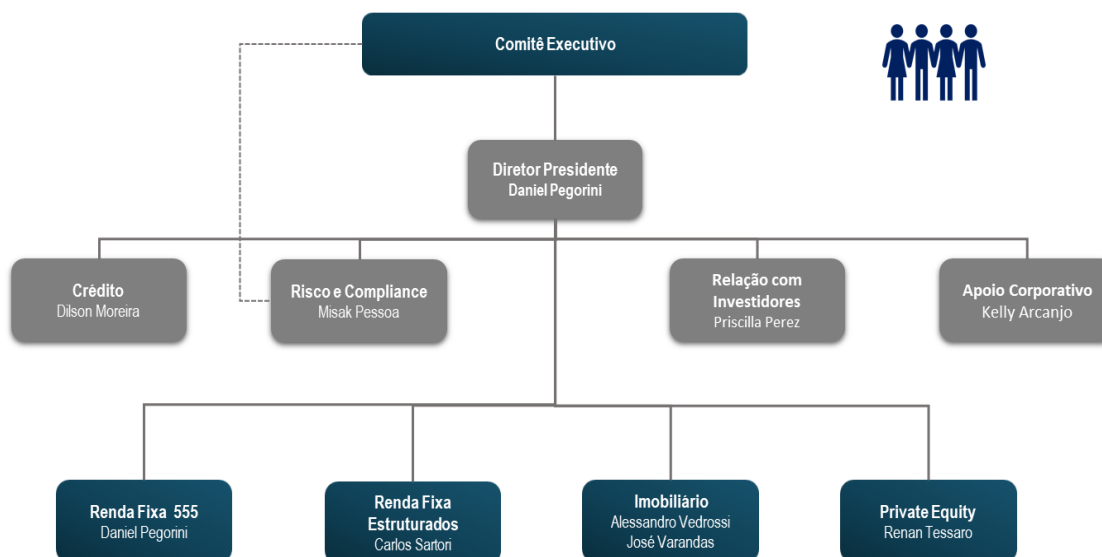 Comitê Executivo
Diretor Presidente
Daniel Pegorini
Crédito
Dilson Moreira
Risco e Compliance
Misak Pessoa
Relação com
Investidores
Priscilla Perez
Apoio Corporativo
Kelly Arcanjo
Renda Fixa 555
Daniel Pegorini
Renda Fixa
Estruturados
Carlos Sartori
Imobiliário
Alessandro Vedrossi
José Varandas
Private Equity
Renan Tessaro